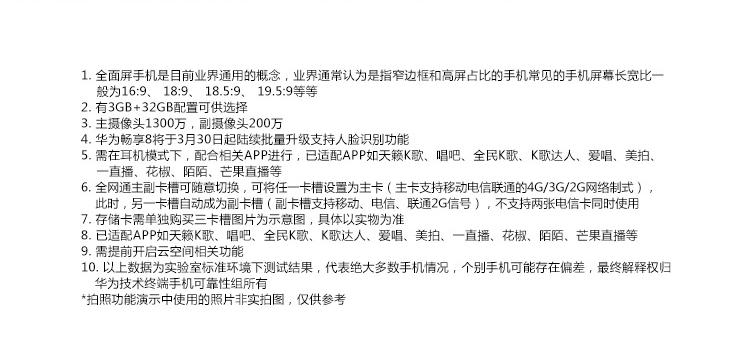 1. 全面屏手机是目前业界通用的概念，业界通常认为是指窄边框和高屏占比的手机常见的手机屏幕长宽比一
般为16:9、 18:9、 18.5:9、 19.5:9等等
2. 有3GB+32GB配置可供选择
3. 主摄像头1300万，副摄像头200万
4. 华为畅享8将于3月30日起陆续批量升级支持人脸识别功能
5. 需在耳机模式下，配合相关APP进行，已适配APP如天籁K歌、唱吧、全民K歌、K歌达人、爱唱、美拍、
一直播、花椒、陌陌、芒果直播等
6. 全网通主副卡槽可随意切换，可将任一卡槽设置为主卡（主卡支持移动电信联通的4G/3G/2G网络制式），
此时，另一卡槽自动成为副卡槽（副卡槽支持移动、电信、联通2G信号），不支持两张电信卡同时使用
7. 存储卡需单独购买三卡槽图片为示意图，具体以实物为准
8. 已适配APP如天籁K歌、唱吧、全民K歌、K歌达人、爱唱、美拍、一直播、花椒、陌陌、芒果直播等
9. 需提前开启云空间相关功能
10. 以上数据为实验室标准环境下测试结果，代表绝大多数手机情况，个别手机可能存在偏差，最终解释权归
华为技术终端手机可靠性组所有
*拍照功能演示中使用的照片非实拍图，仅供参考